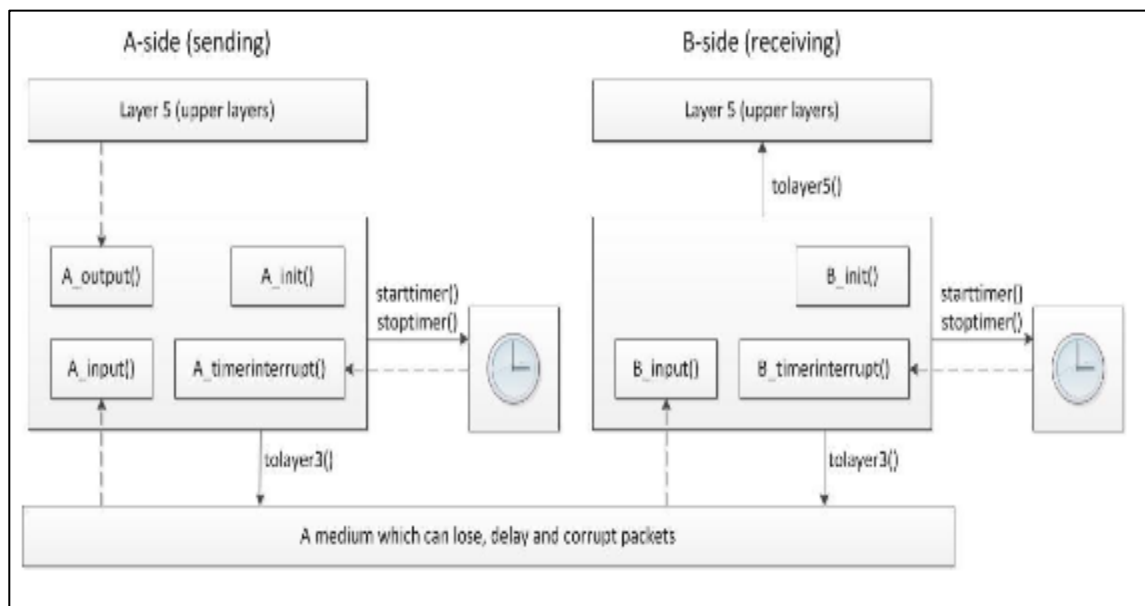 A-side (sending)
B-side (receiving)
Layer 5 (upper layers)
Layer 5 (upper layers)
tolayer5()
A_output()
A_init()
B_init()
starttimer()
stoptimer()
starttimer()
stoptimer()
A_input()
A_timerinterrupt()
B_input()
B_timerinterrupt()
tolayer3()
tolayer3()
A medium which can lose, delay and corrupt packets